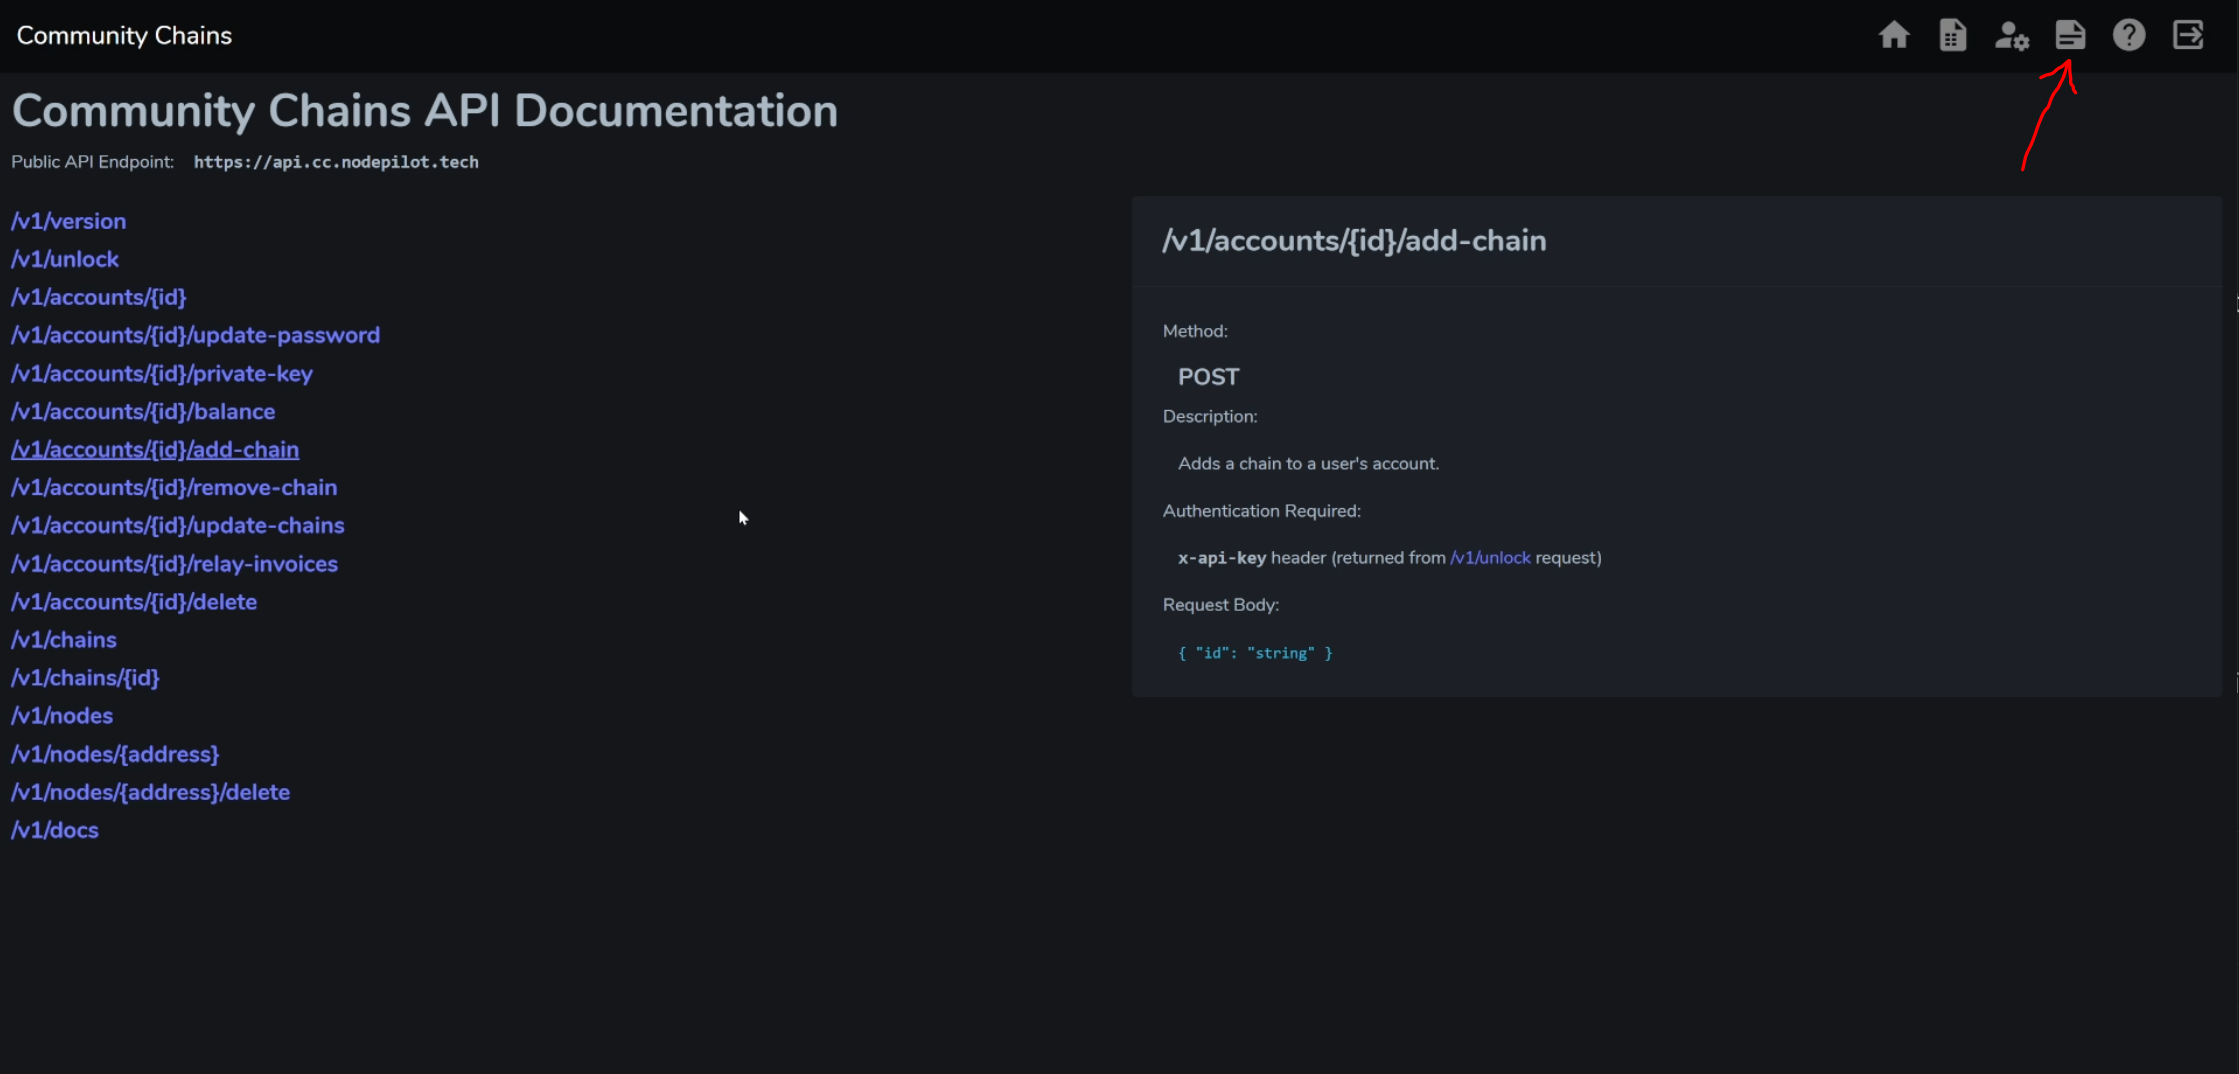 Community Chains
Community Chains API Documentation
Public API Endpoint: https://api.cc.nodepilot.tech
/v1/version
/v1/unlock
/v1/accounts/{id}
/v1/accounts/{id}/update-password
/v1/accounts/{id}/private-key
/v1/accounts/{id}/balance
/v1/accounts/{id}/add-chain
/v1/accounts/{id}/remove-chain
/v1/accounts/{id}/update-chains
/v1/accounts/{id}/relay-invoices
/v1/accounts/{id}/delete
/v1/chains
/v1/chains/{id}
/v1/nodes
/v1/nodes/{address}
/v1/nodes/{address}/delete
/v1/docs
/v1/accounts/{id}/add-chain
Method:
POST
Description:
Adds a chain to a user's account.
Authentication Required:
x-api-key header (returned from /v1/unlock request)
Request Body:
{ "id": "string" }